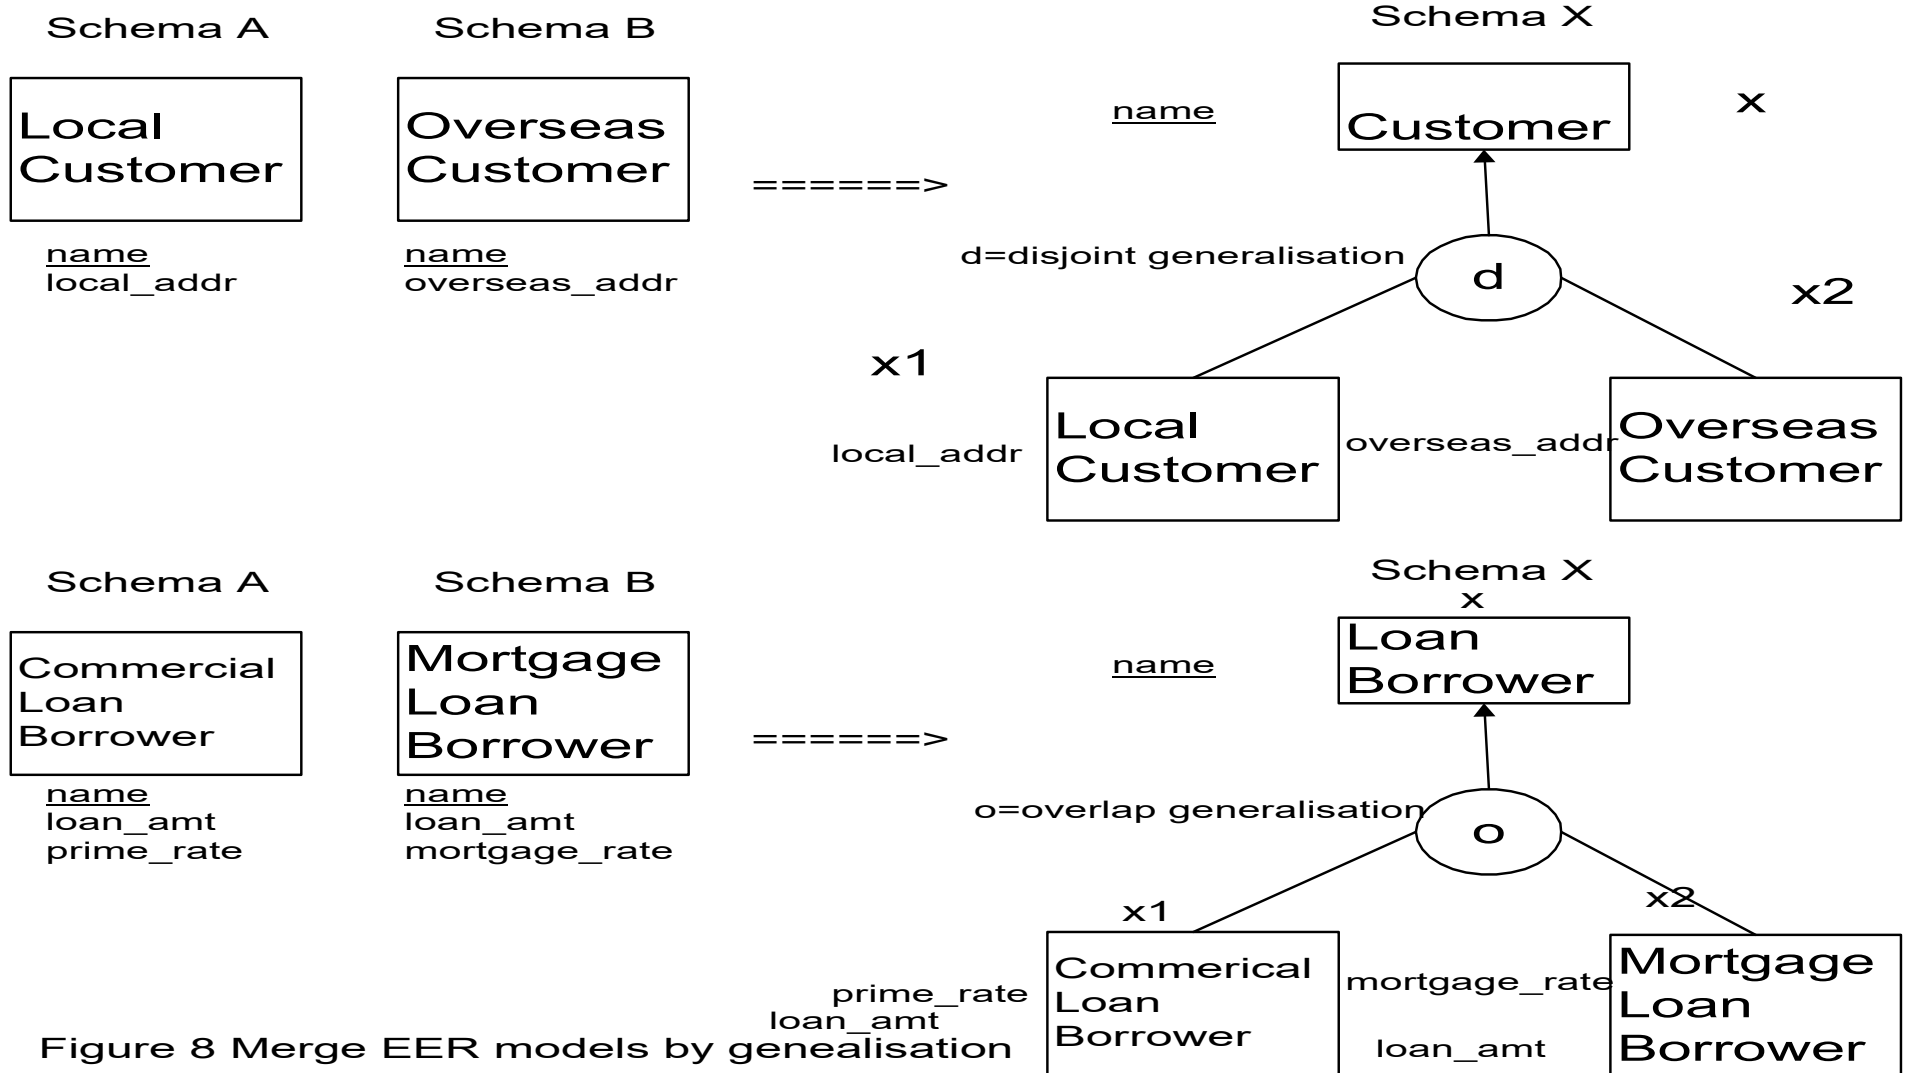 Schema A
Schema B
Schema X
Local
Customer
Overseas
Customer
name
Customer
x
======>
name
local_addr
name
overseas_addr
d=disjoint generalisation
d
x2
x1
local_addr
Local
Customer
overseas_addr
Overseas
Customer
Schema A
Schema B
Schema X
x
Commercial
Loan
Borrower
Mortgage
Loan
Borrower
name
Loan
Borrower
======>
name
loan_amt
prime_rate
name
loan_amt
mortgage_rate
o=overlap generalisation
o
x1
x2
prime_rate
loan_amt
Commerical
Loan
Borrower
mortgage_rate
loan_amt
Mortgage
Loan
Borrower
Figure 8 Merge EER models by genealisation